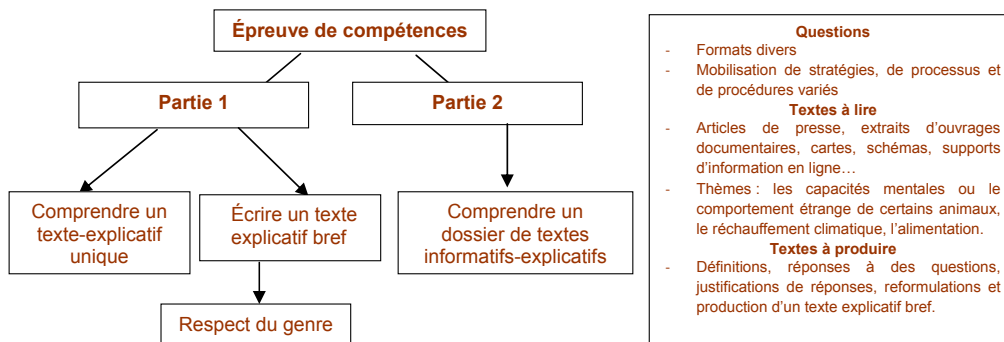 Épreuve de compétences
Partie 1
Partie 2
Comprendre un
texte-explicatif
unique
Écrire un texte
explicatif bref
Comprendre un
dossier de textes
informatifs-explicatifs
Respect du genre
Questions
- Formats divers
- Mobilisation de stratégies, de processus et
de procédures variés
Textes à lire
- Articles de presse, extraits d’ouvrages
documentaires, cartes, schémas, supports
d’information en ligne…
- Thèmes : les capacités mentales ou le
comportement étrange de certains animaux,
le réchauffement climatique, l’alimentation.
Textes à produire
- Définitions, réponses à des questions,
justifications de réponses, reformulations et
production d’un texte explicatif bref.